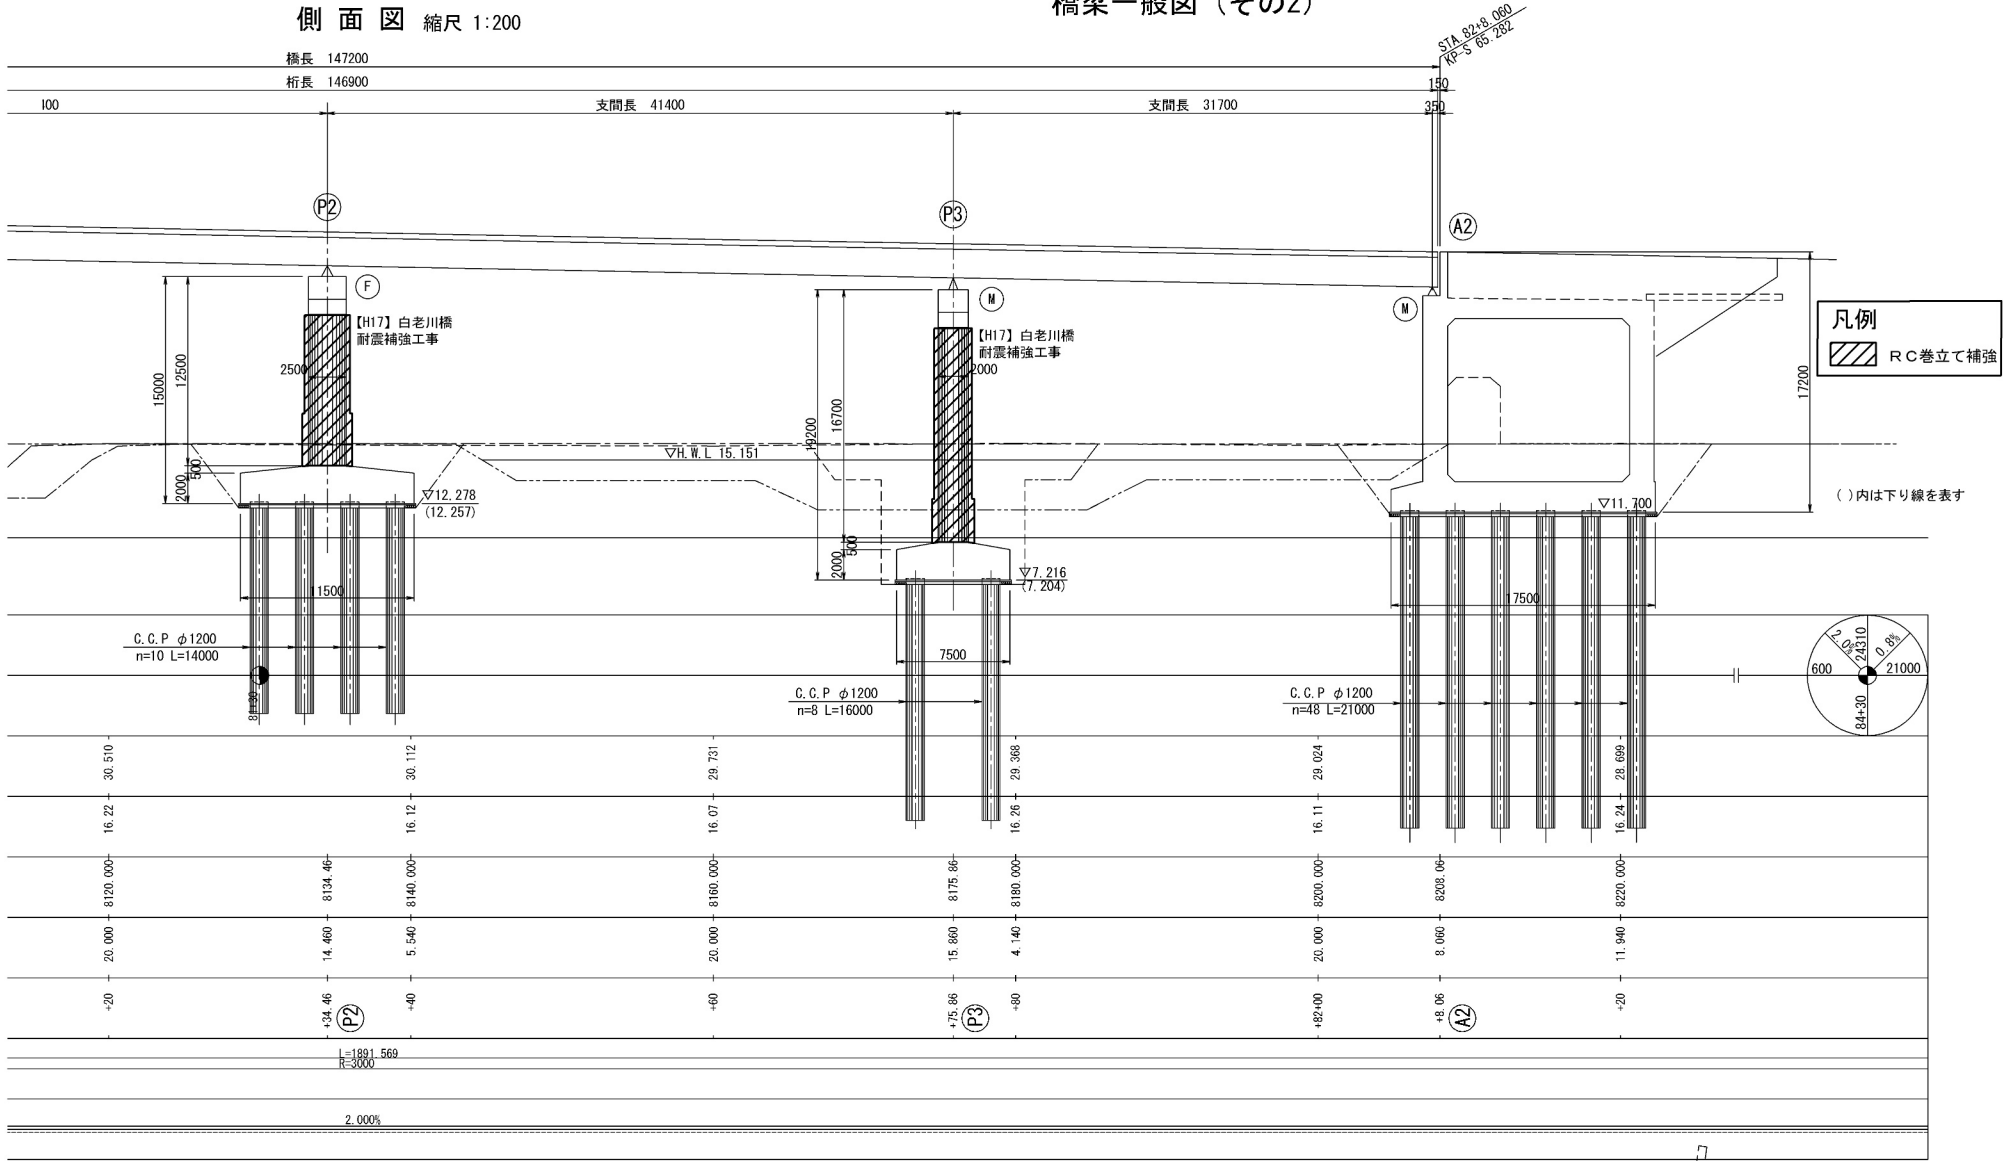 側面図 縮尺 1:200
橋梁一般図（その2）
STA. 82+8.060
KP-S 65.282
橋長 147200
桁長 146900
150
支間長 41400
支間長 31700
350
P2
P3
A2
F
M
M
【H17】白老川橋
耐震補強工事
【H17】白老川橋
耐震補強工事
凡例
RC巻立て補強
15000
12500
2500
500
2000
19200
16700
2000
500
2000
17200
▽H.W.L 15.151
▽12.278
(12.257)
▽7.216
(7.204)
▽11.700
( )内は下り線を表す
11500
7500
17500
C.C.P φ1200
n=10 L=14000
C.C.P φ1200
n=8 L=16000
C.C.P φ1200
n=48 L=21000
81+30
2.0%
24310
0.8%
600
21000
84+30
30.510
30.112
29.731
29.368
29.024
28.699
16.22
16.12
16.07
16.26
16.11
16.24
8120.000
8134.46
8140.000
8160.000
8175.86
8180.000
8200.000
8208.06
8220.000
20.000
14.460
5.540
20.000
15.860
4.140
20.000
8.060
11.940
+20
+34.46
P2
+40
+60
+75.86
P3
+80
+82+00
+8.06
A2
+20
L=1891.569
R=3000
2.000%